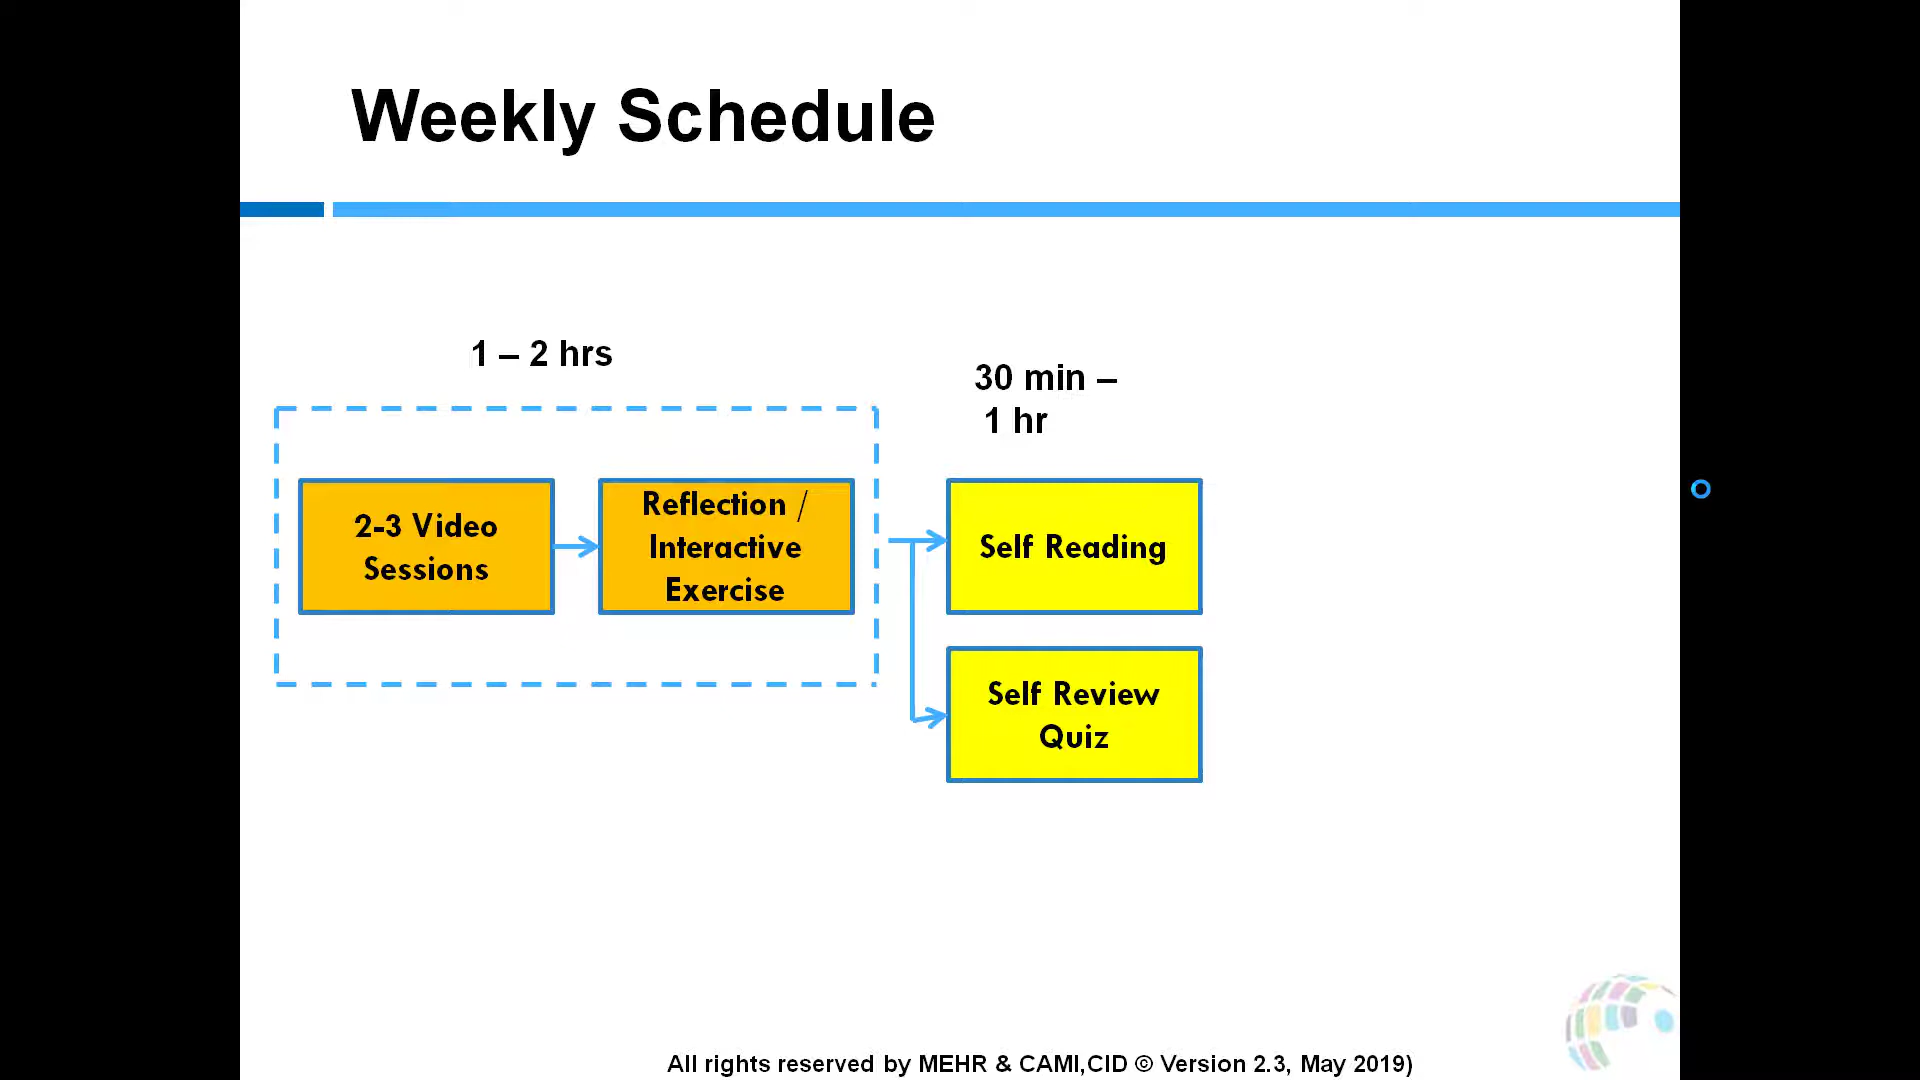 Weekly Schedule
1 – 2 hrs
30 min –
1 hr
2-3 Video
Sessions
Reflection /
Interactive
Exercise
Self Reading
Self Review
Quiz
All rights reserved by MEHR & CAMI,CID © Version 2.3, May 2019)